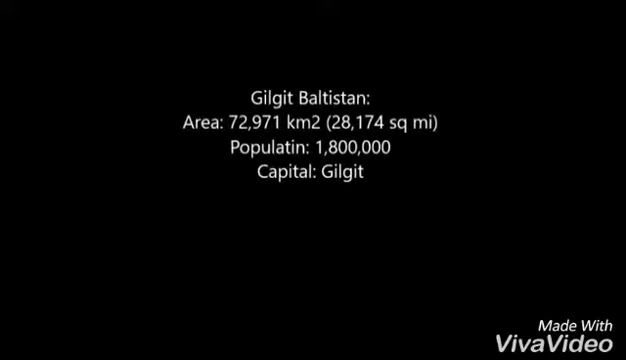 Gilgit Baltistan:
Area: 72,971 km2 (28,174 sq mi)
Populatin: 1,800,000
Capital: Gilgit
Made With
VivaVideo